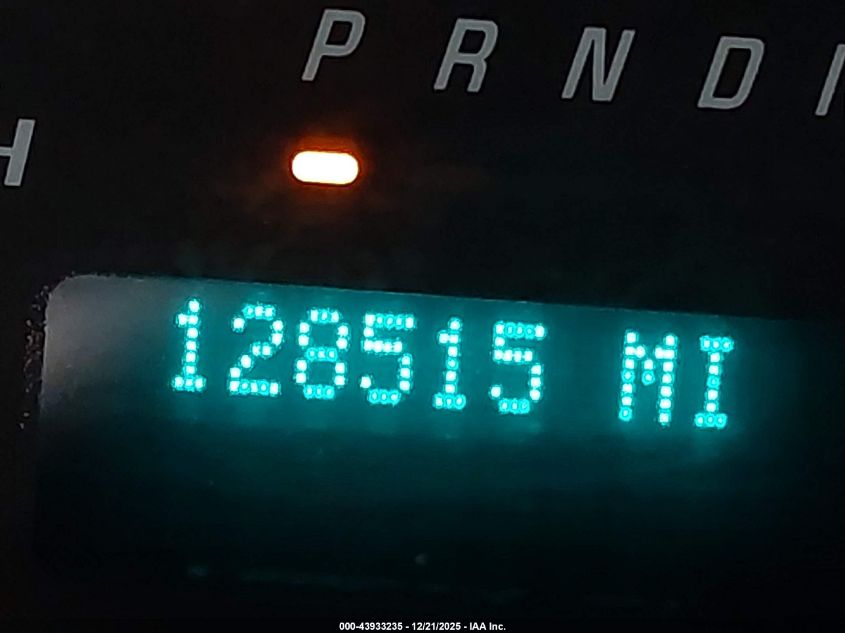 P R N D
H
128515 MI
000-43933235 - 12/21/2025 - IAA Inc.